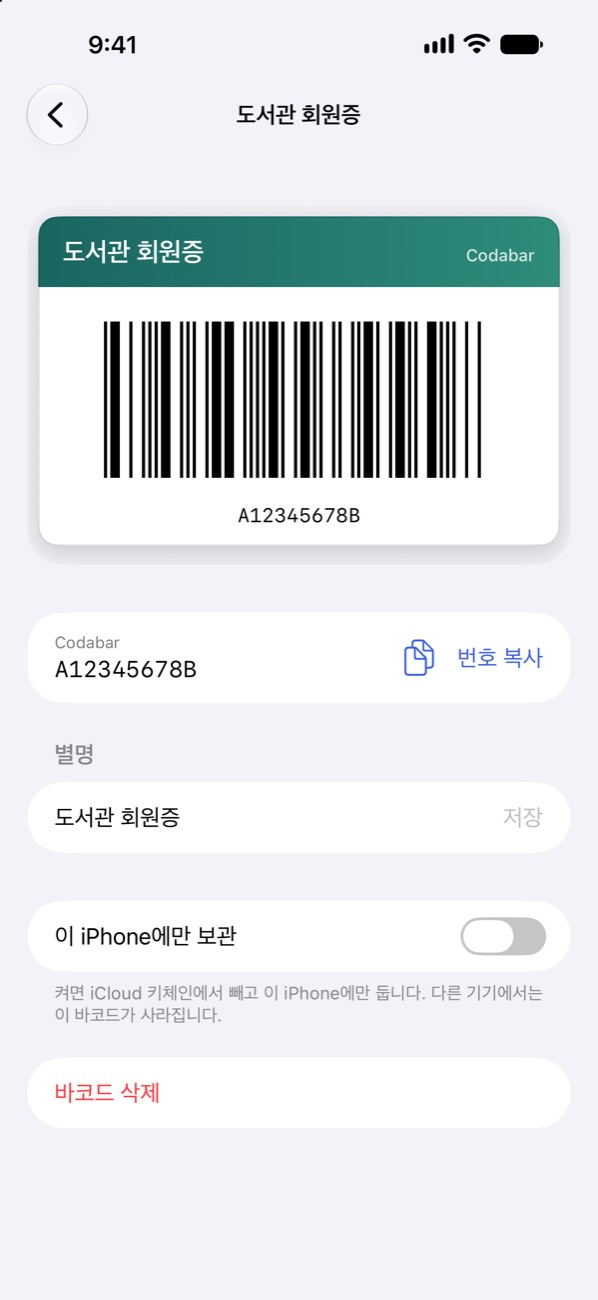 9:41
도서관 회원증
도서관 회원증
Codabar
A12345678B
Codabar
A12345678B
번호 복사
별명
도서관 회원증
저장
이 iPhone에만 보관
켜면 iCloud 키체인에서 빼고 이 iPhone에만 둡니다. 다른 기기에서는
이 바코드가 사라집니다.
바코드 삭제